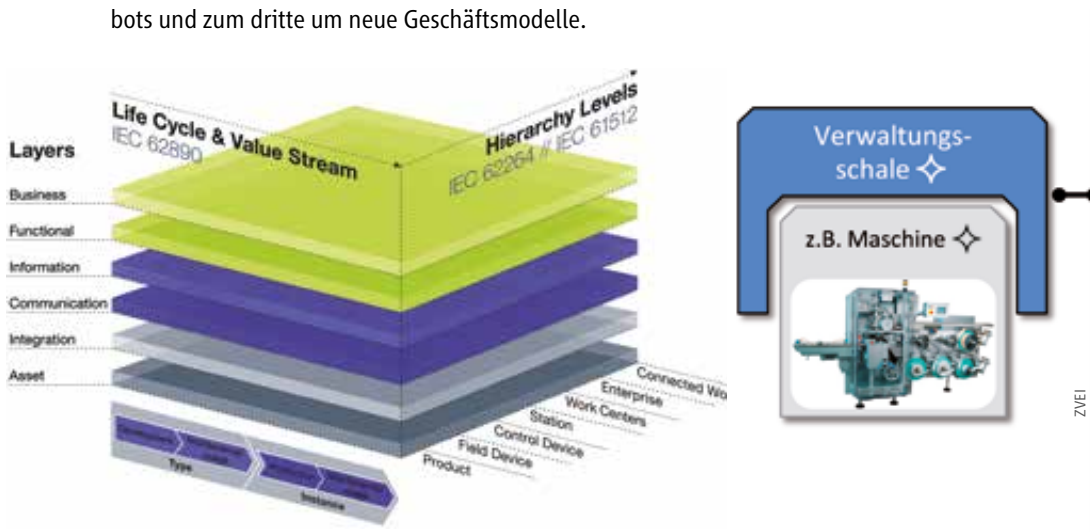 bots und zum dritte um neue Geschäftsmodelle.
Life Cycle & Value Stream
IEC 62890
Hierarchy Levels
IEC 62264 // IEC 61512
Layers
Business
Functional
Information
Communication
Integration
Asset
Connected Wo
Enterprise
Work Centers
Station
Control Device
Field Device
Product
Type
Instance
Verwaltungs-
schale
z.B. Maschine
ZVEI